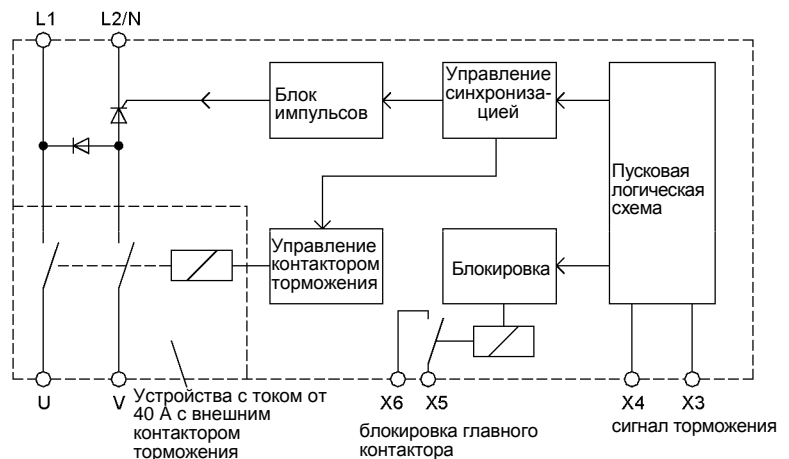 L1
L2/N
Блок
импульсов
Управление
синхрониза-
цией
Пусковая
логическая
схема
Управление
контактором
торможения
Блокировка
U
V
X6
X5
X4
X3
Устройства с током от
40 А с внешним
контактором
торможения
блокировка главного
контактора
сигнал торможения